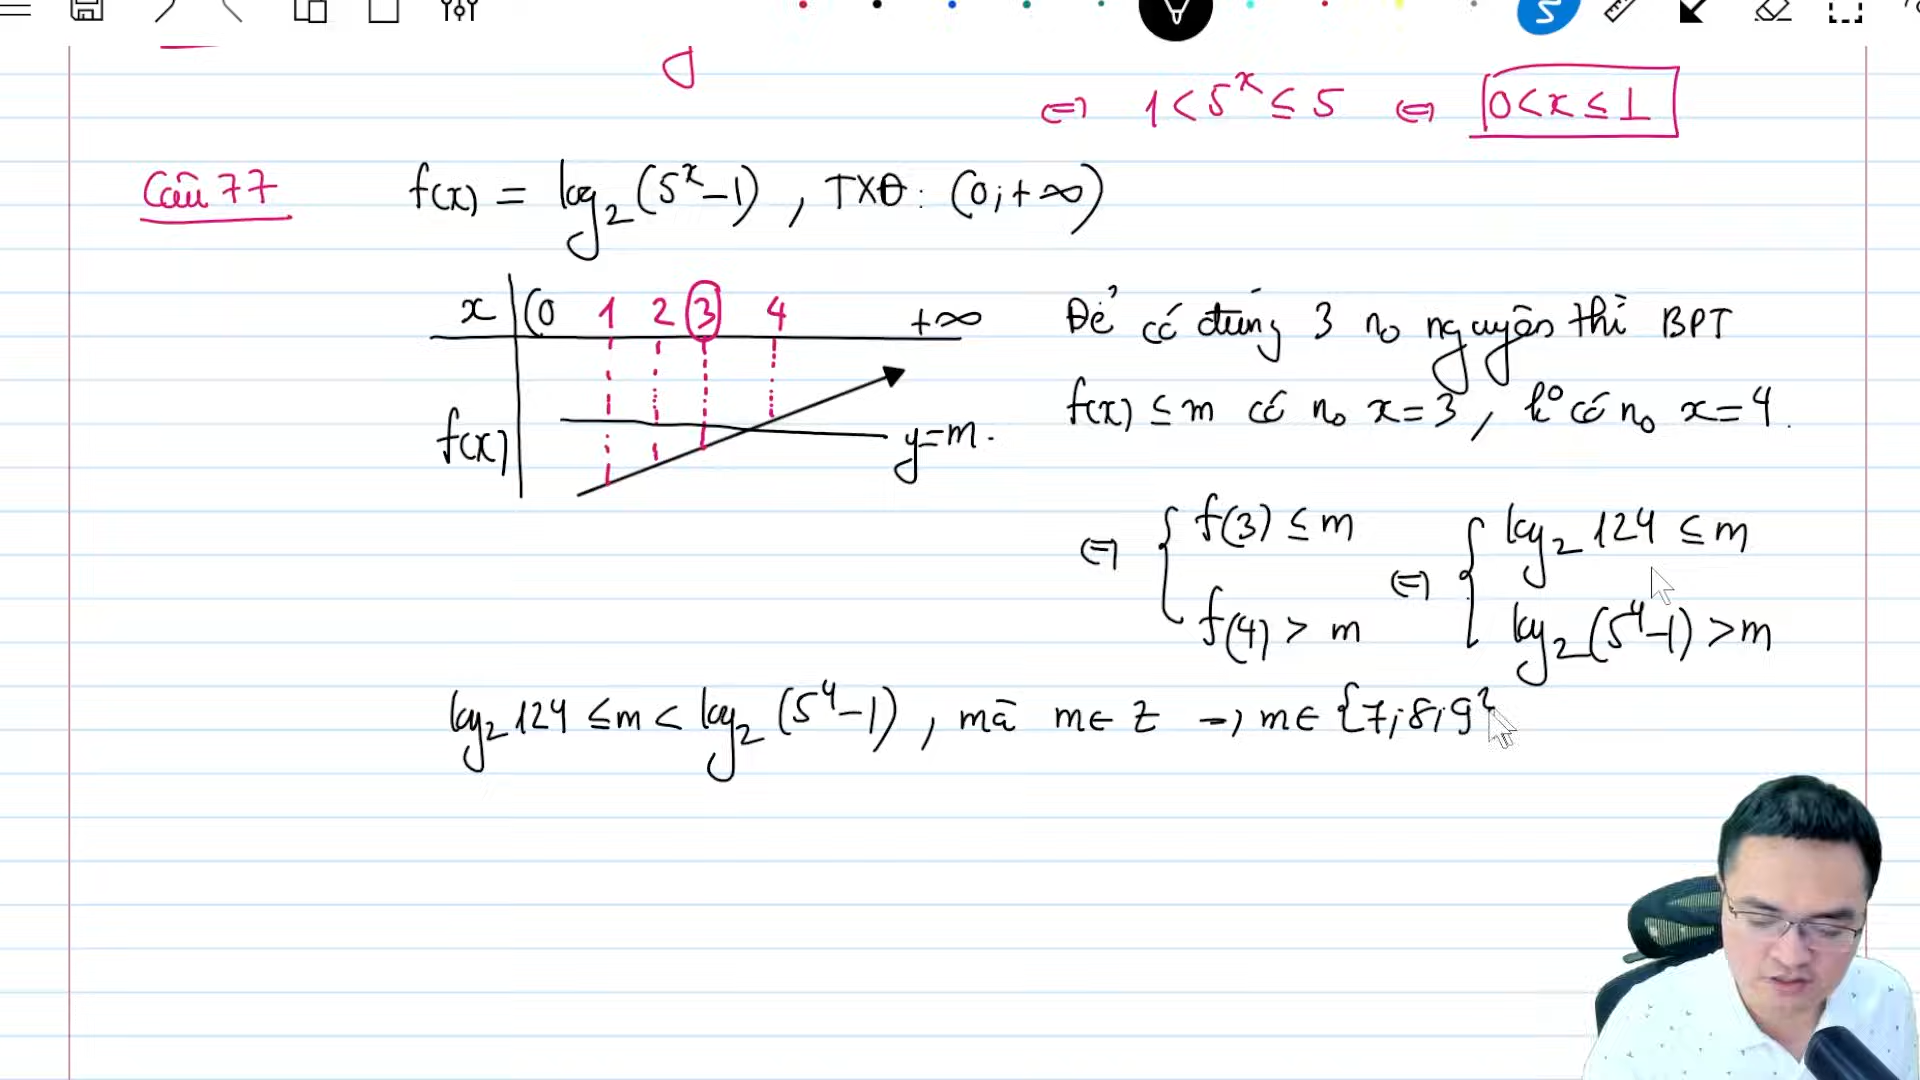 ⇔ 1 < 5^x ≤ 5 ⇔ 0 < x ≤ 1
Câu 77 f(x) = log₂(5^x − 1), TXĐ: (0; +∞)
x (0 1 2 3 4 +∞
f(x) y = m.
Để có đúng 3 no nguyên thì BPT
f(x) ≤ m có no x = 3, ko có no x = 4.
⇔ { f(3) ≤ m ⇔ { log₂ 124 ≤ m
f(4) > m log₂(5⁴ − 1) > m
log₂ 124 ≤ m < log₂(5⁴ − 1), mà m ∈ Z → m ∈ {7; 8; 9}